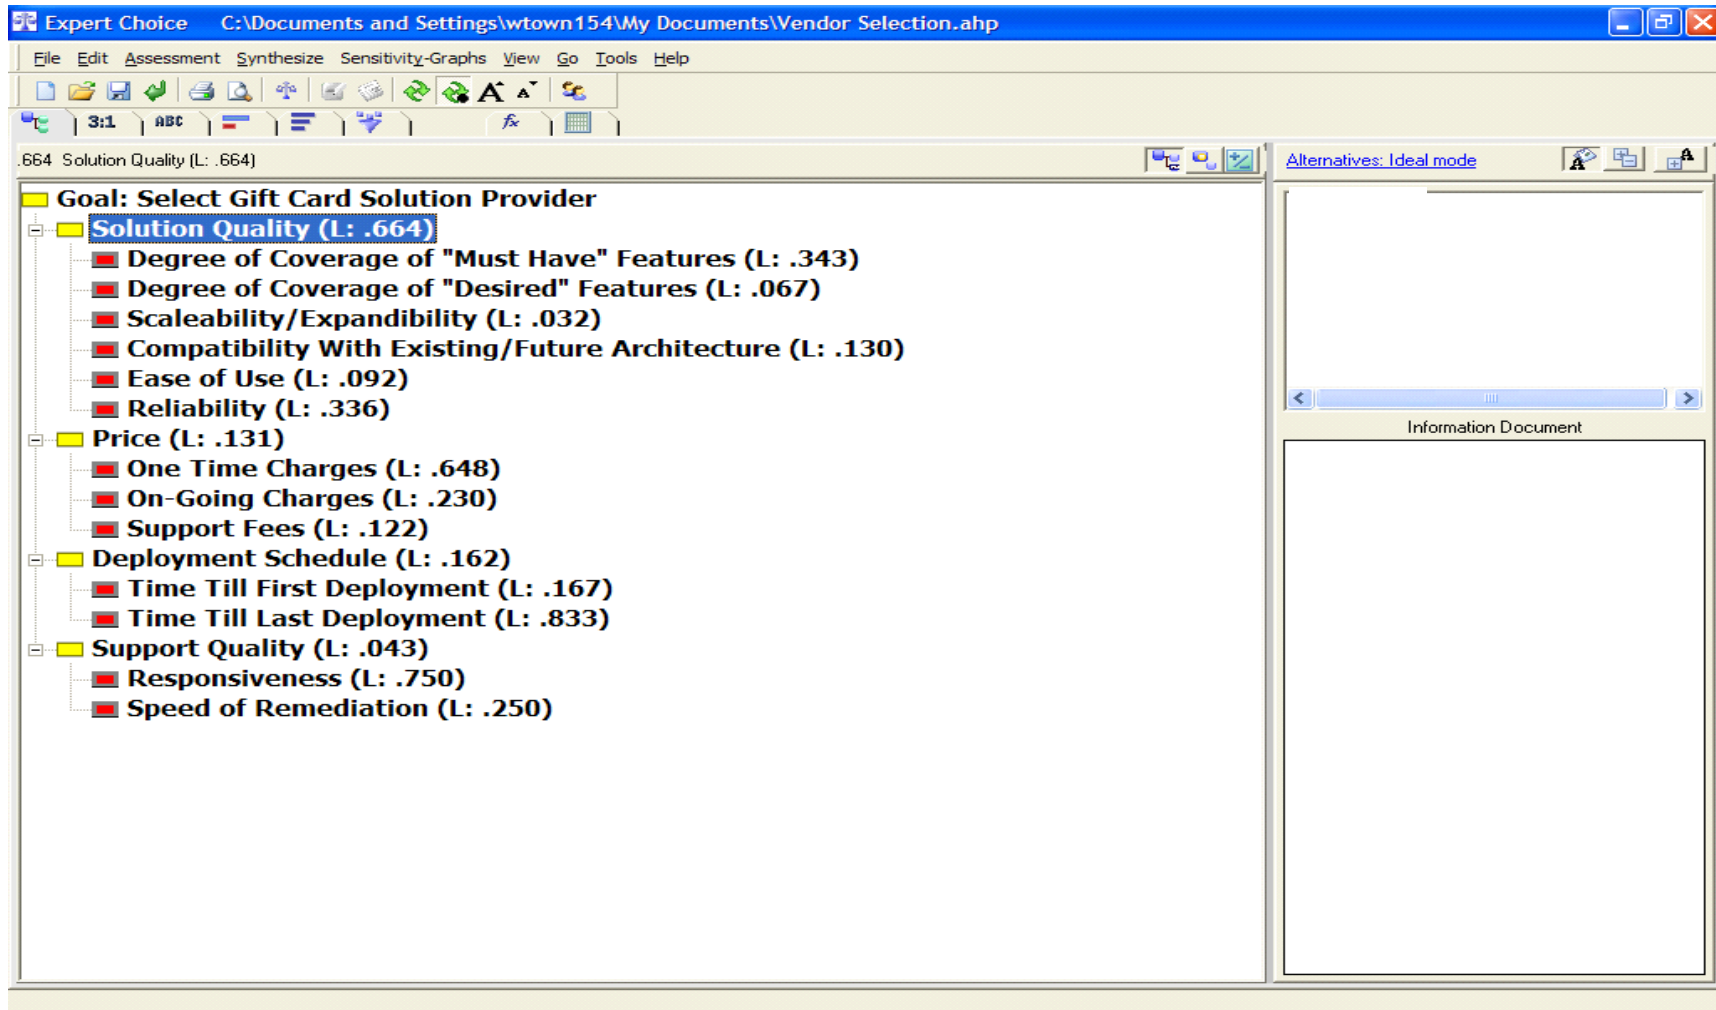 Expert Choice C:\Documents and Settings\wtown154\My Documents\Vendor Selection.ahp
File Edit Assessment Synthesize Sensitivity-Graphs View Go Tools Help
A A
3:1 ABC fx
.664 Solution Quality (L: .664)
Alternatives: Ideal mode
A A
Goal: Select Gift Card Solution Provider
Solution Quality (L: .664)
Degree of Coverage of "Must Have" Features (L: .343)
Degree of Coverage of "Desired" Features (L: .067)
Scaleability/Expandibility (L: .032)
Compatibility With Existing/Future Architecture (L: .130)
Ease of Use (L: .092)
Reliability (L: .336)
Price (L: .131)
One Time Charges (L: .648)
On-Going Charges (L: .230)
Support Fees (L: .122)
Deployment Schedule (L: .162)
Time Till First Deployment (L: .167)
Time Till Last Deployment (L: .833)
Support Quality (L: .043)
Responsiveness (L: .750)
Speed of Remediation (L: .250)
Information Document